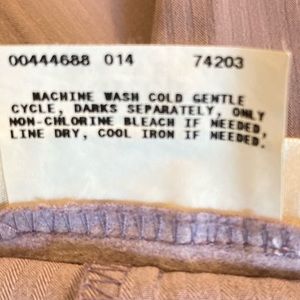 00444688 014 74203
MACHINE WASH COLD GENTLE
CYCLE, DARKS SEPARATELY, ONLY
NON-CHLORINE BLEACH IF NEEDED,
LINE DRY, COOL IRON IF NEEDED.